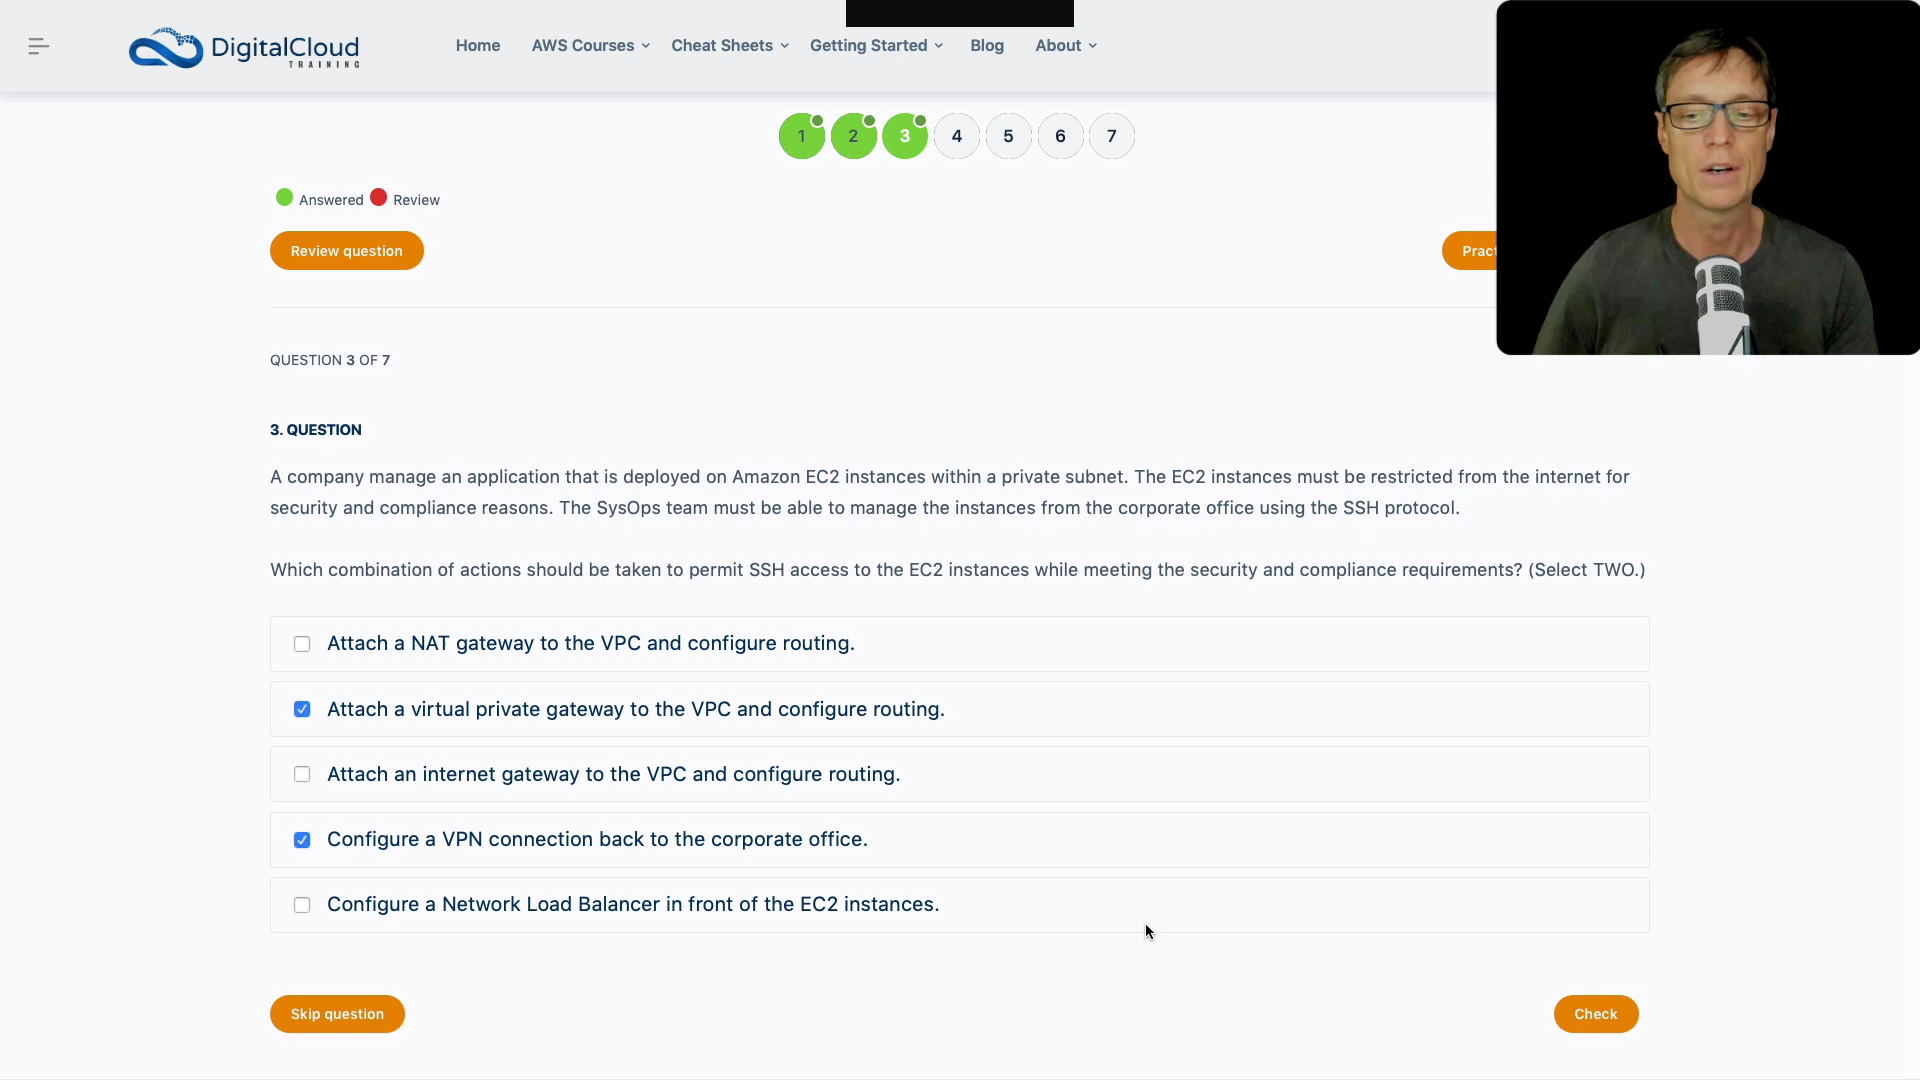 DigitalCloud
TRAINING
Home
AWS Courses
Cheat Sheets
Getting Started
Blog
About
1
2
3
4
5
6
7
Answered
Review
Review question
Pract
QUESTION 3 OF 7
3. QUESTION
A company manage an application that is deployed on Amazon EC2 instances within a private subnet. The EC2 instances must be restricted from the internet for
security and compliance reasons. The SysOps team must be able to manage the instances from the corporate office using the SSH protocol.
Which combination of actions should be taken to permit SSH access to the EC2 instances while meeting the security and compliance requirements? (Select TWO.)
Attach a NAT gateway to the VPC and configure routing.
Attach a virtual private gateway to the VPC and configure routing.
Attach an internet gateway to the VPC and configure routing.
Configure a VPN connection back to the corporate office.
Configure a Network Load Balancer in front of the EC2 instances.
Skip question
Check